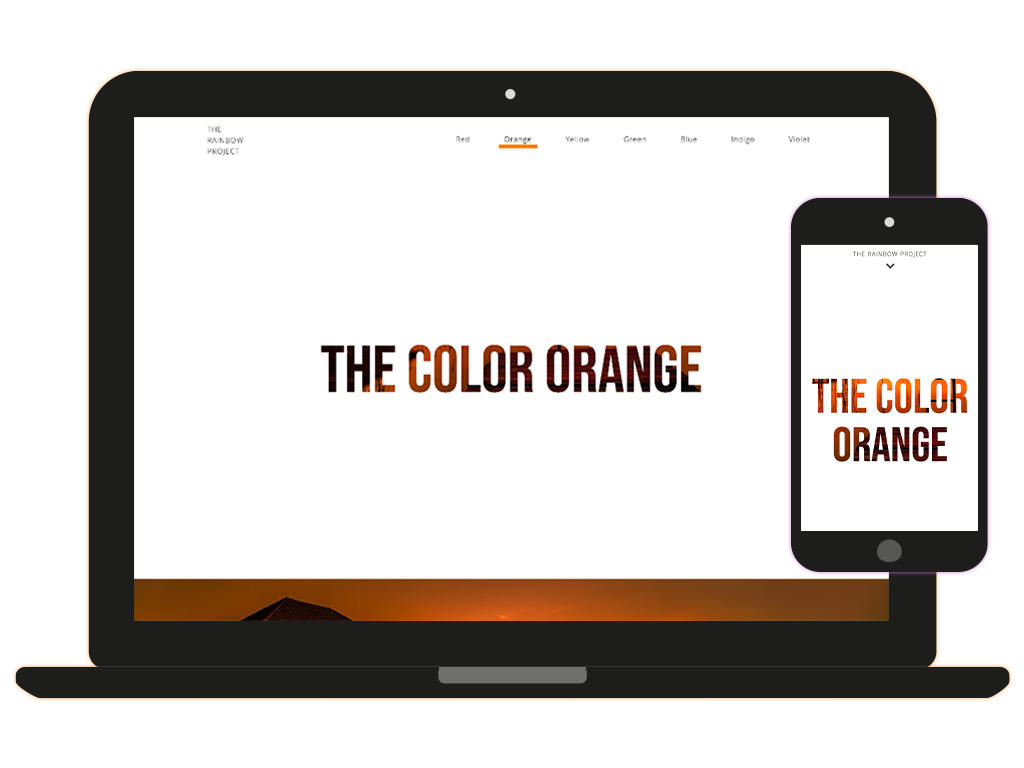 THE
RAINBOW
PROJECT
Red Orange Yellow Green Blue Indigo Violet
THE COLOR ORANGE
THE RAINBOW PROJECT
THE COLOR
ORANGE